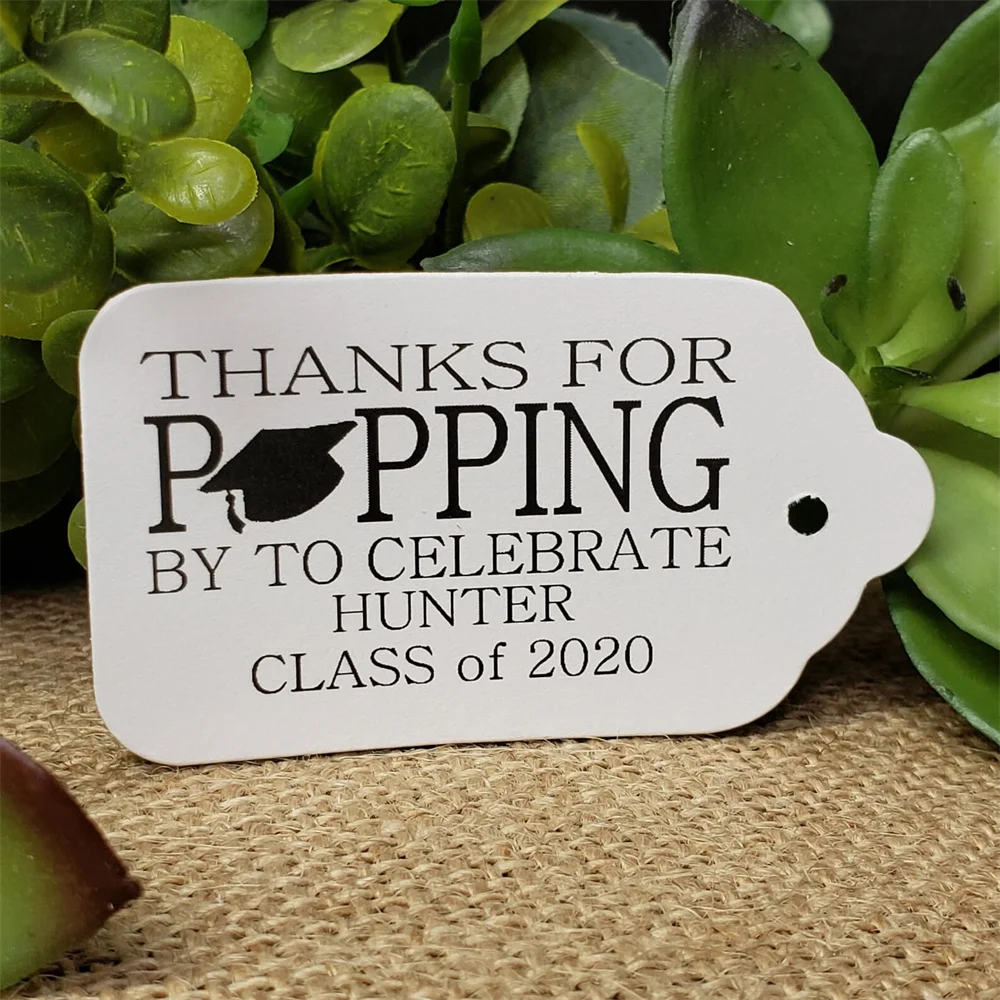 THANKS FOR
POPPING
BY TO CELEBRATE
HUNTER
CLASS of 2020